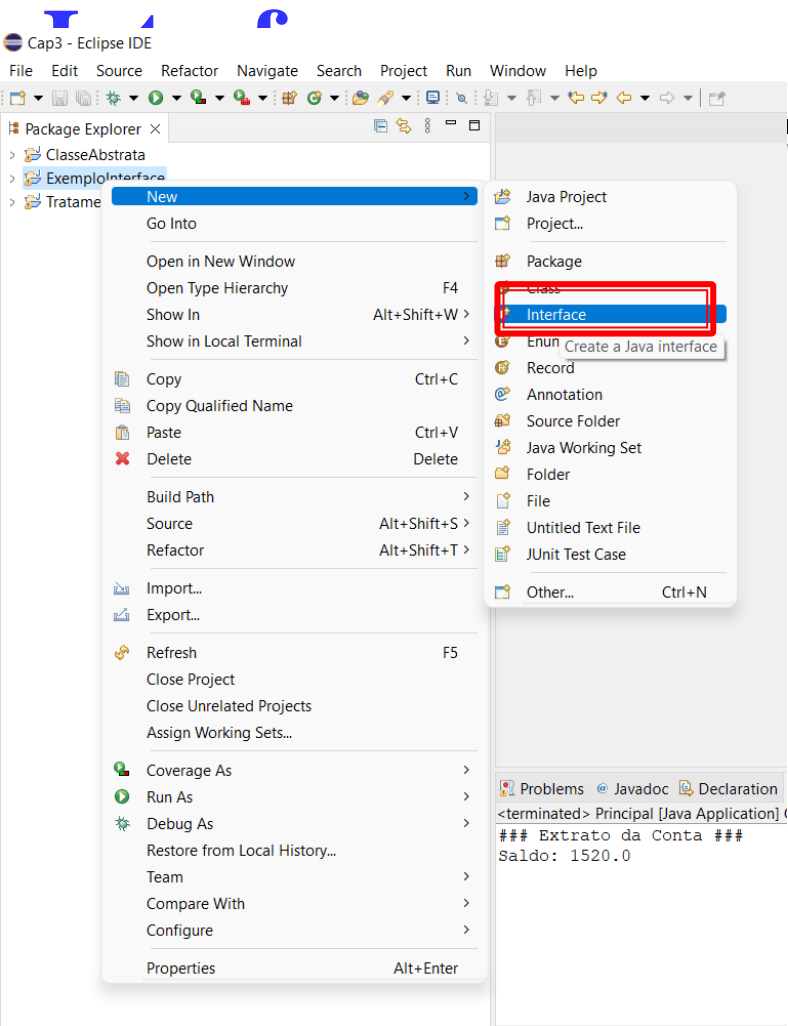 Cap3 - Eclipse IDE
File Edit Source Refactor Navigate Search Project Run Window Help
Package Explorer
ClasseAbstrata
ExemploInterface
Tratame
New
Go Into
Open in New Window
Open Type Hierarchy F4
Show In Alt+Shift+W >
Show in Local Terminal >
Copy Ctrl+C
Copy Qualified Name
Paste Ctrl+V
Delete Delete
Build Path >
Source Alt+Shift+S >
Refactor Alt+Shift+T >
Import...
Export...
Refresh F5
Close Project
Close Unrelated Projects
Assign Working Sets...
Coverage As >
Run As >
Debug As >
Restore from Local History...
Team >
Compare With >
Configure >
Properties Alt+Enter
Java Project
Project...
Package
Class
Interface
Enun
Create a Java interface
Record
Annotation
Source Folder
Java Working Set
Folder
File
Untitled Text File
JUnit Test Case
Other... Ctrl+N
Problems @ Javadoc Declaration
<terminated> Principal [Java Application]
### Extrato da Conta ###
Saldo: 1520.0